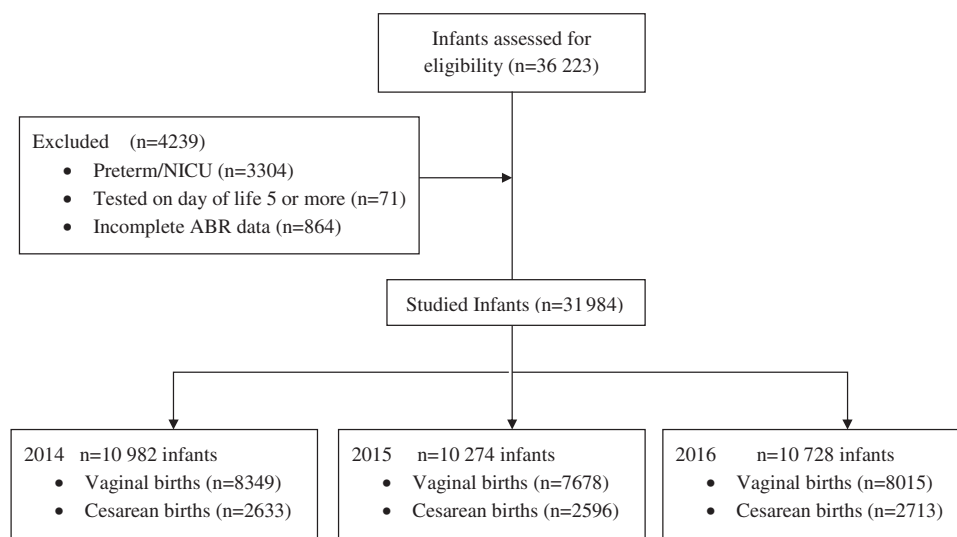 Infants assessed for
eligibility (n=36 223)
Excluded (n=4239)
• Preterm/NICU (n=3304)
• Tested on day of life 5 or more (n=71)
• Incomplete ABR data (n=864)
Studied Infants (n=31 984)
2014 n=10 982 infants
• Vaginal births (n=8349)
• Cesarean births (n=2633)
2015 n=10 274 infants
• Vaginal births (n=7678)
• Cesarean births (n=2596)
2016 n=10 728 infants
• Vaginal births (n=8015)
• Cesarean births (n=2713)